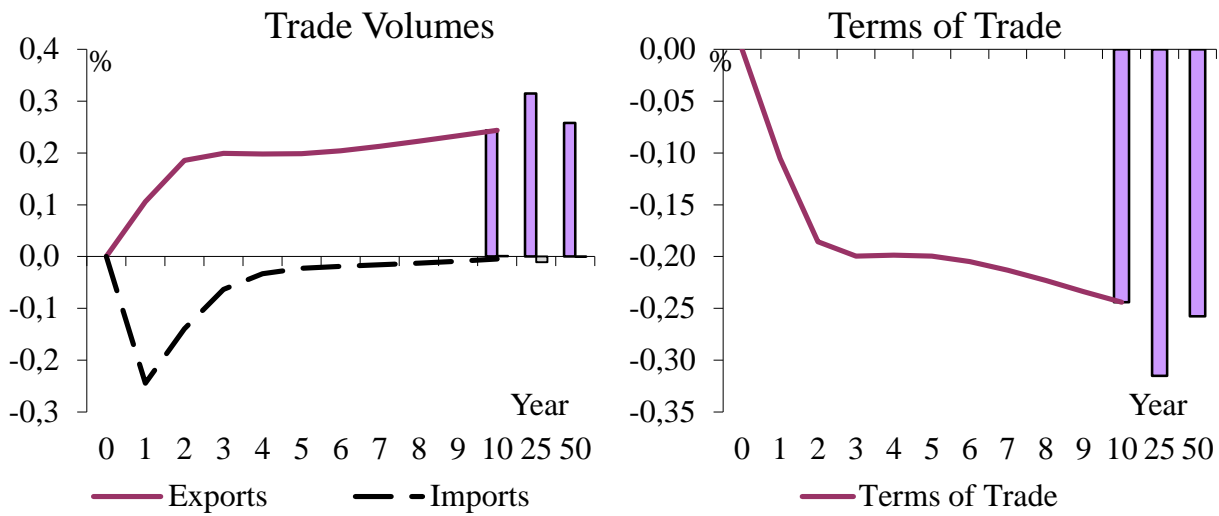 Trade Volumes
%
0,4
0,3
0,2
0,1
0,0
-0,1
-0,2
-0,3
Year
0 1 2 3 4 5 6 7 8 9 10 25 50
Exports Imports
Terms of Trade
%
0,00
-0,05
-0,10
-0,15
-0,20
-0,25
-0,30
-0,35
Year
0 1 2 3 4 5 6 7 8 9 10 25 50
Terms of Trade